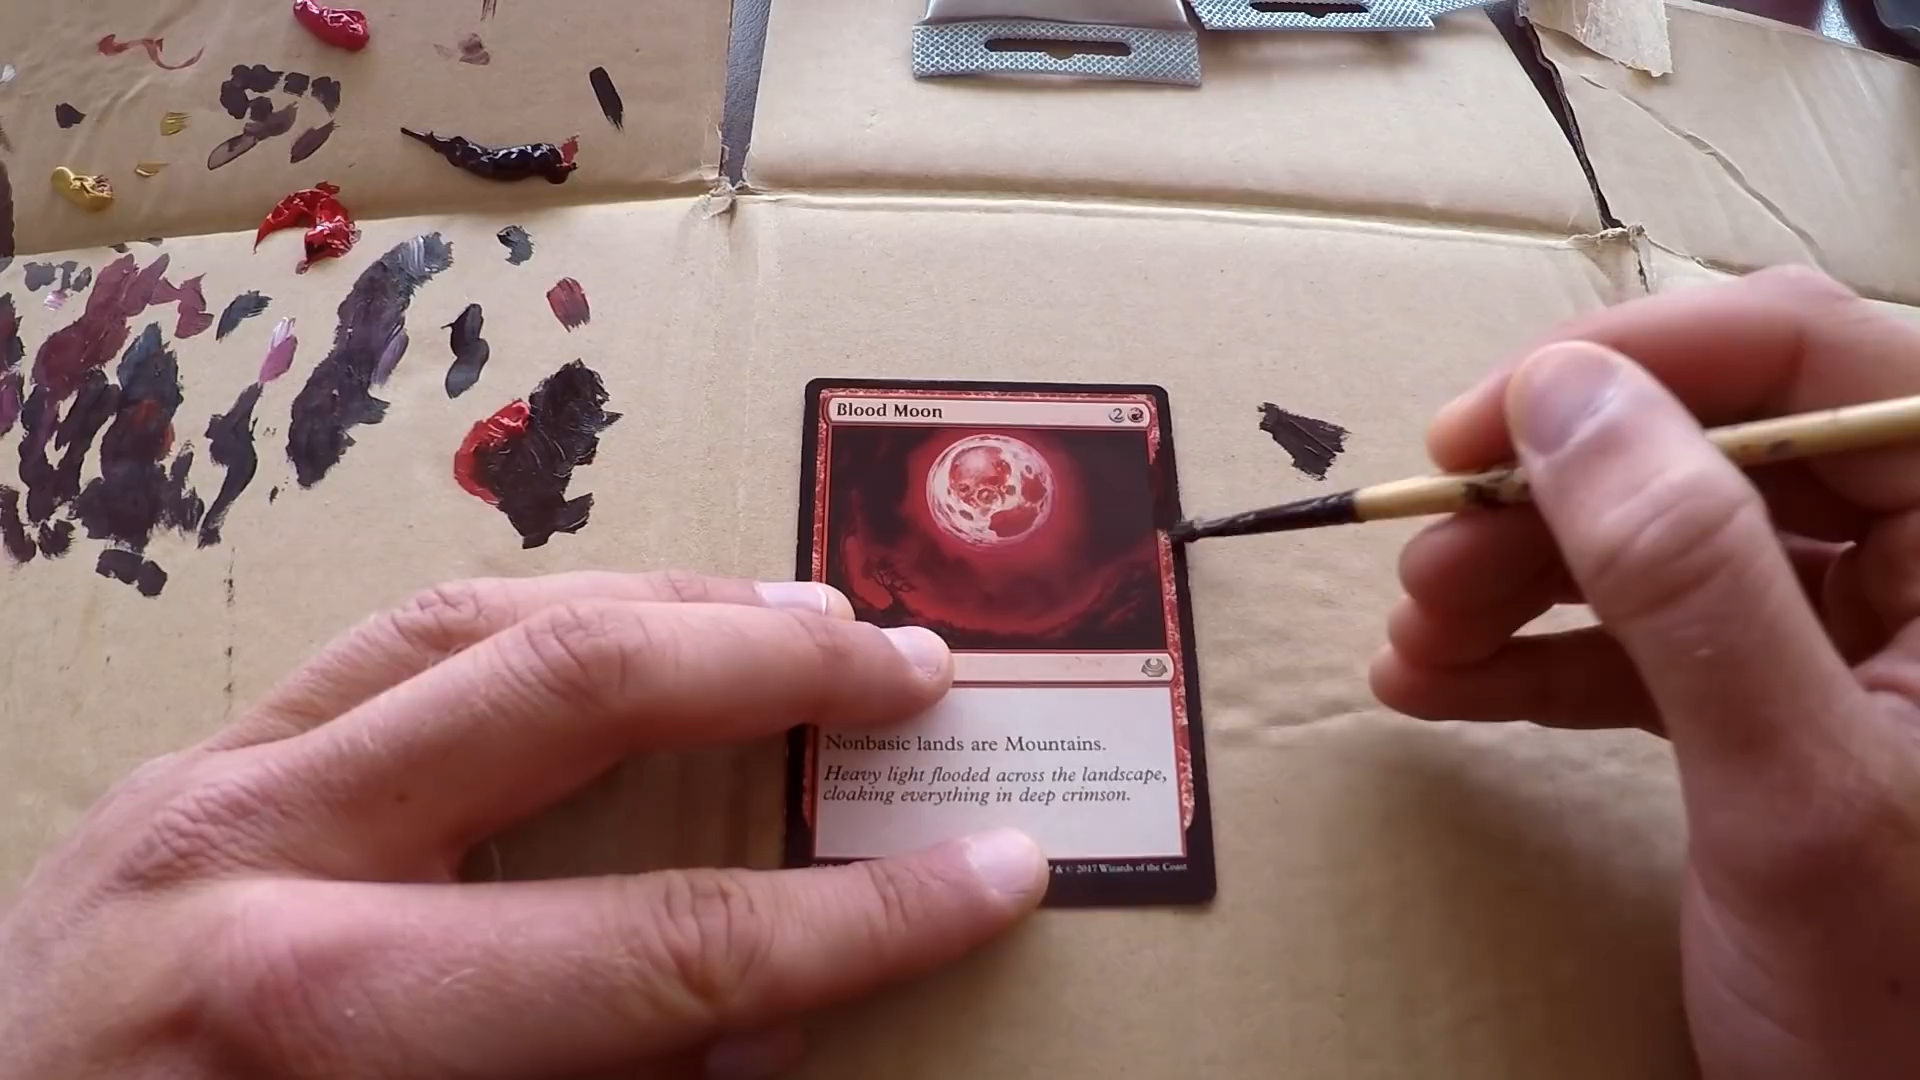 Blood Moon
2
Nonbasic lands are Mountains.
Heavy light flooded across the landscape,
cloaking everything in deep crimson.
& © 2017 Wizards of the Coast